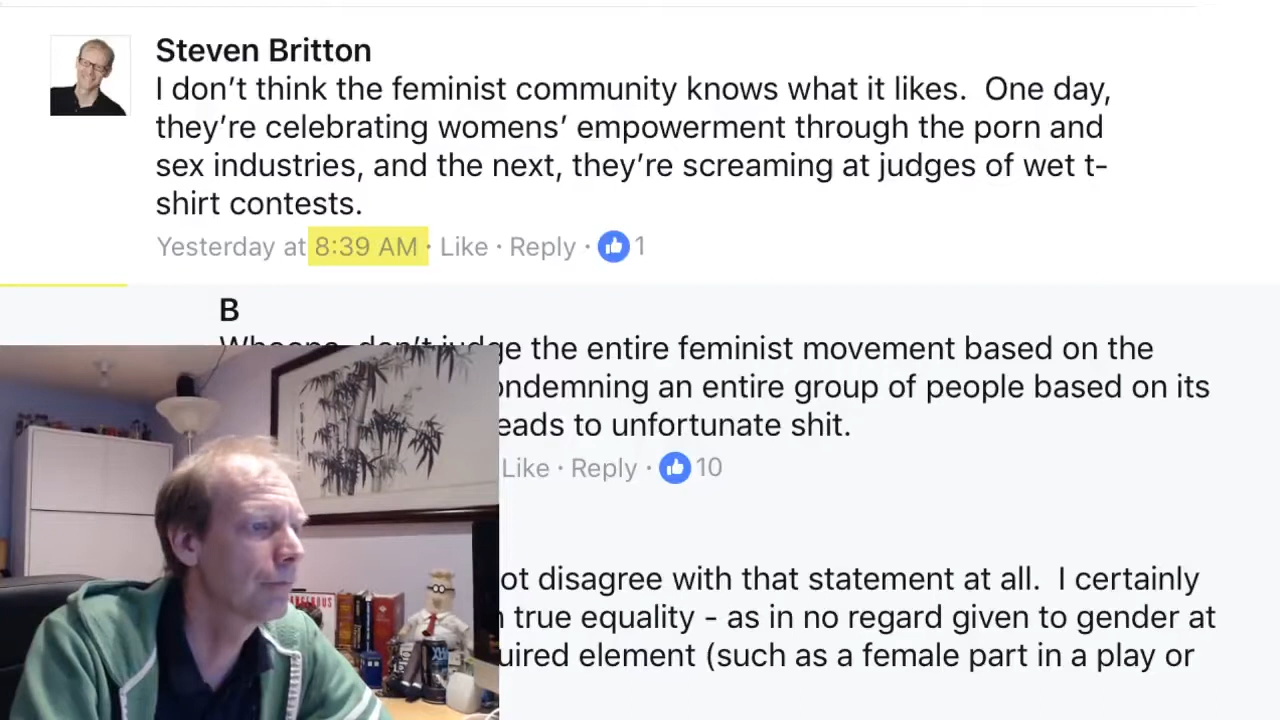 Steven Britton
I don't think the feminist community knows what it likes.  One day,
they're celebrating womens' empowerment through the porn and
sex industries, and the next, they're screaming at judges of wet t-
shirt contests.
Yesterday at 8:39 AM · Like · Reply · 1
B
don't judge the entire feminist movement based on the
ondemning an entire group of people based on its
eads to unfortunate shit.
Like · Reply · 10
ot disagree with that statement at all.  I certainly
n true equality - as in no regard given to gender at
uired element (such as a female part in a play or